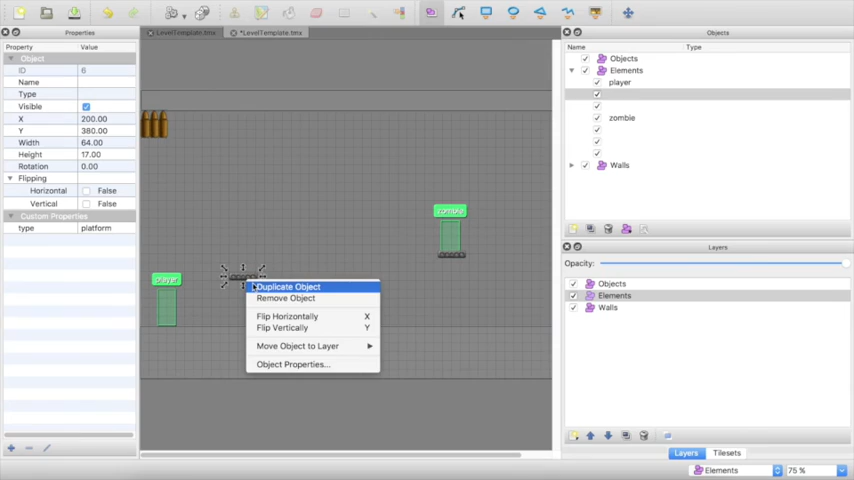 Properties
LevelTemplate.tmx
*LevelTemplate.tmx
Objects
Property Value
Object
ID 6
Name
Type
Visible
X 200.00
Y 380.00
Width 64.00
Height 17.00
Rotation 0.00
Flipping
Horizontal False
Vertical False
Custom Properties
type platform
player
zombie
Duplicate Object
Remove Object
Flip Horizontally X
Flip Vertically Y
Move Object to Layer
Object Properties...
Name Type
Objects
Elements
player
zombie
Walls
Layers
Opacity:
Objects
Elements
Walls
Layers Tilesets
Elements 75 %